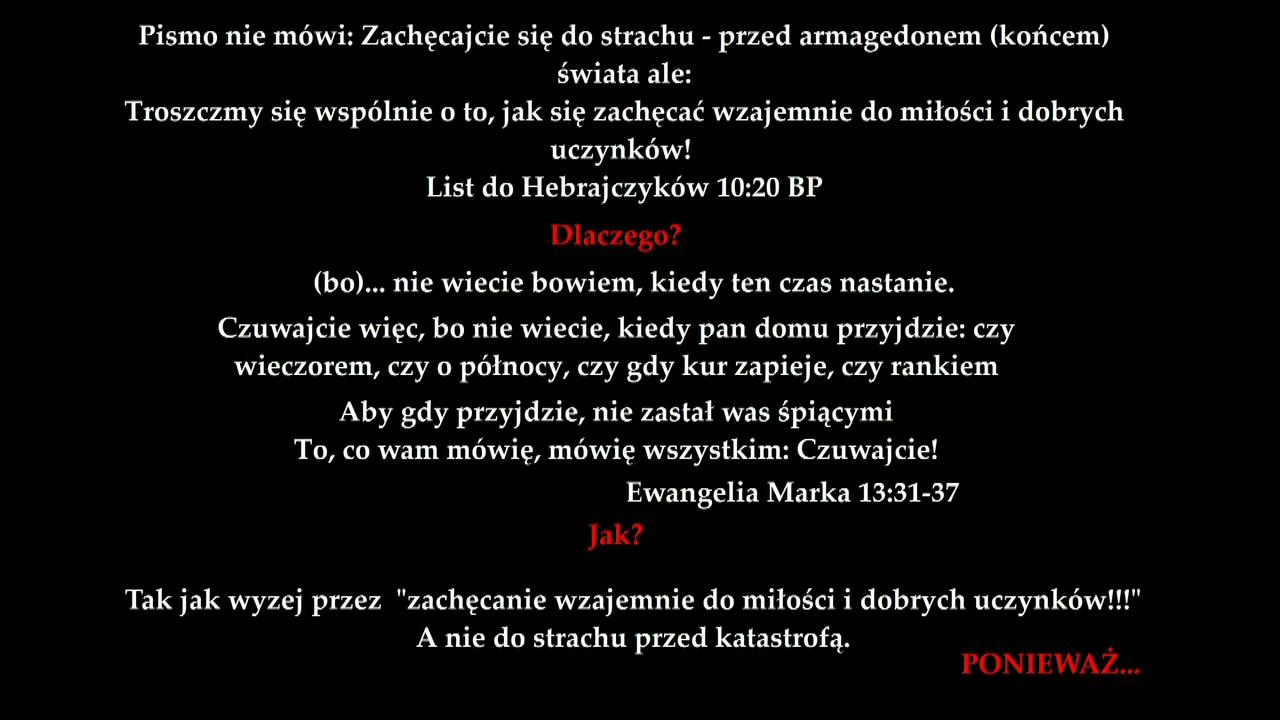 Pismo nie mówi: Zachęcajcie się do strachu - przed armagedonem (końcem)
świata ale:
Troszczmy się wspólnie o to, jak się zachęcać wzajemnie do miłości i dobrych
uczynków!
List do Hebrajczyków 10:20 BP
Dlaczego?
(bo)... nie wiecie bowiem, kiedy ten czas nastanie.
Czuwajcie więc, bo nie wiecie, kiedy pan domu przyjdzie: czy
wieczorem, czy o północy, czy gdy kur zapieje, czy rankiem
Aby gdy przyjdzie, nie zastał was śpiącymi
To, co wam mówię, mówię wszystkim: Czuwajcie!
Ewangelia Marka 13:31-37
Jak?
Tak jak wyzej przez "zachęcanie wzajemnie do miłości i dobrych uczynków!!!"
A nie do strachu przed katastrofą.
PONIEWAŻ...